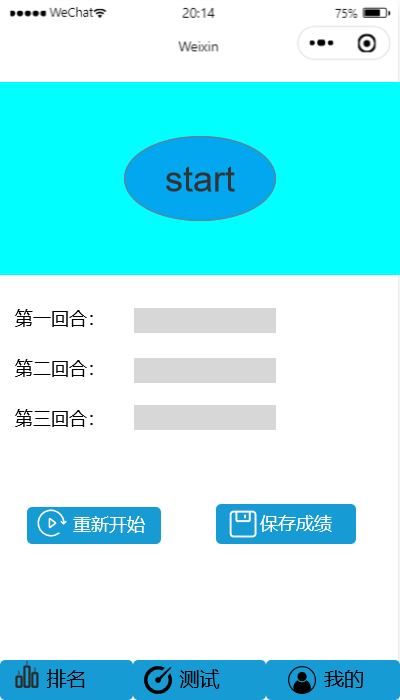 WeChat 20:14 75%
Weixin
start
第一回合：
第二回合：
第三回合：
重新开始 保存成绩
排名 测试 我的